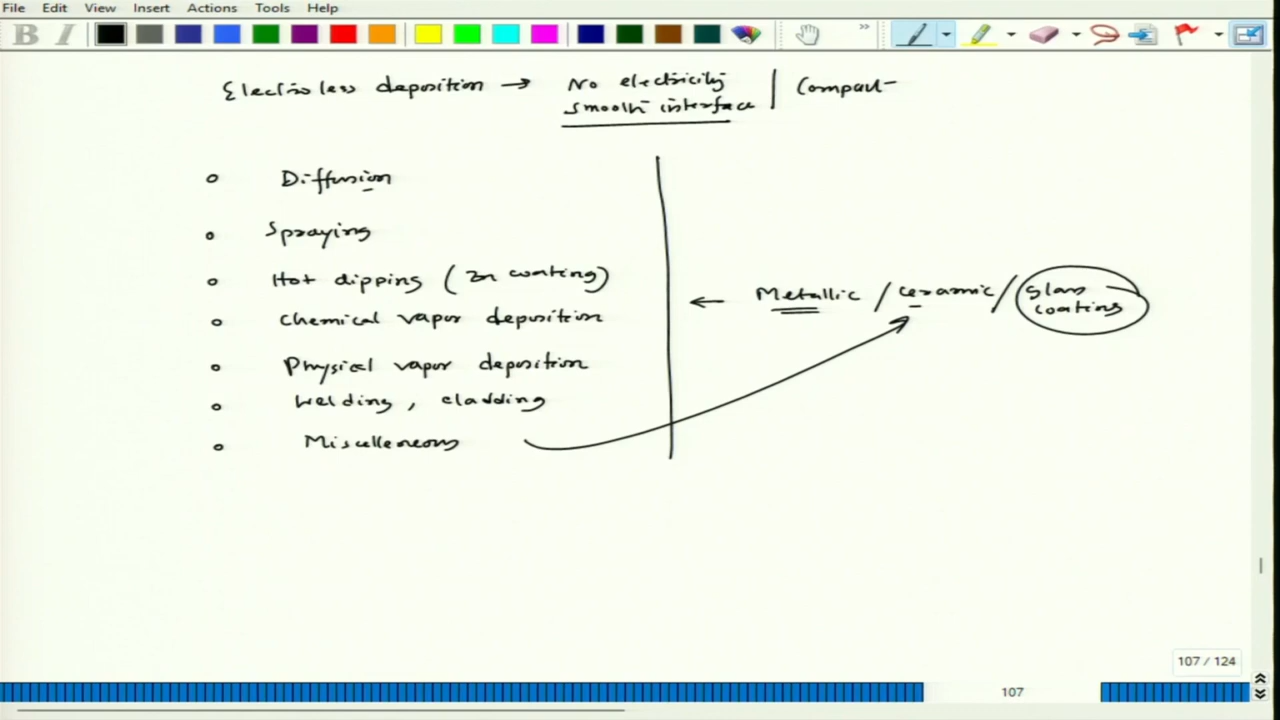 File Edit View Insert Actions Tools Help
B I
Electroless deposition → No electricity | Compact
smooth interface
Diffusion
Spraying
Hot dipping (Zn coating)
Chemical vapor deposition
Physical vapor deposition
Welding, cladding
Miscelleneous
← Metallic / ceramic / Glass
coatings
107 / 124
107